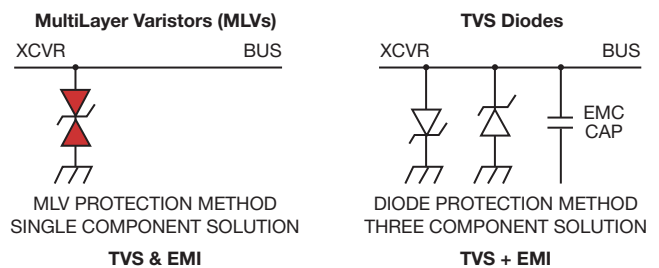 MultiLayer Varistors (MLVs)
XCVR BUS
MLV PROTECTION METHOD
SINGLE COMPONENT SOLUTION
TVS & EMI
TVS Diodes
XCVR BUS
EMC
CAP
DIODE PROTECTION METHOD
THREE COMPONENT SOLUTION
TVS + EMI